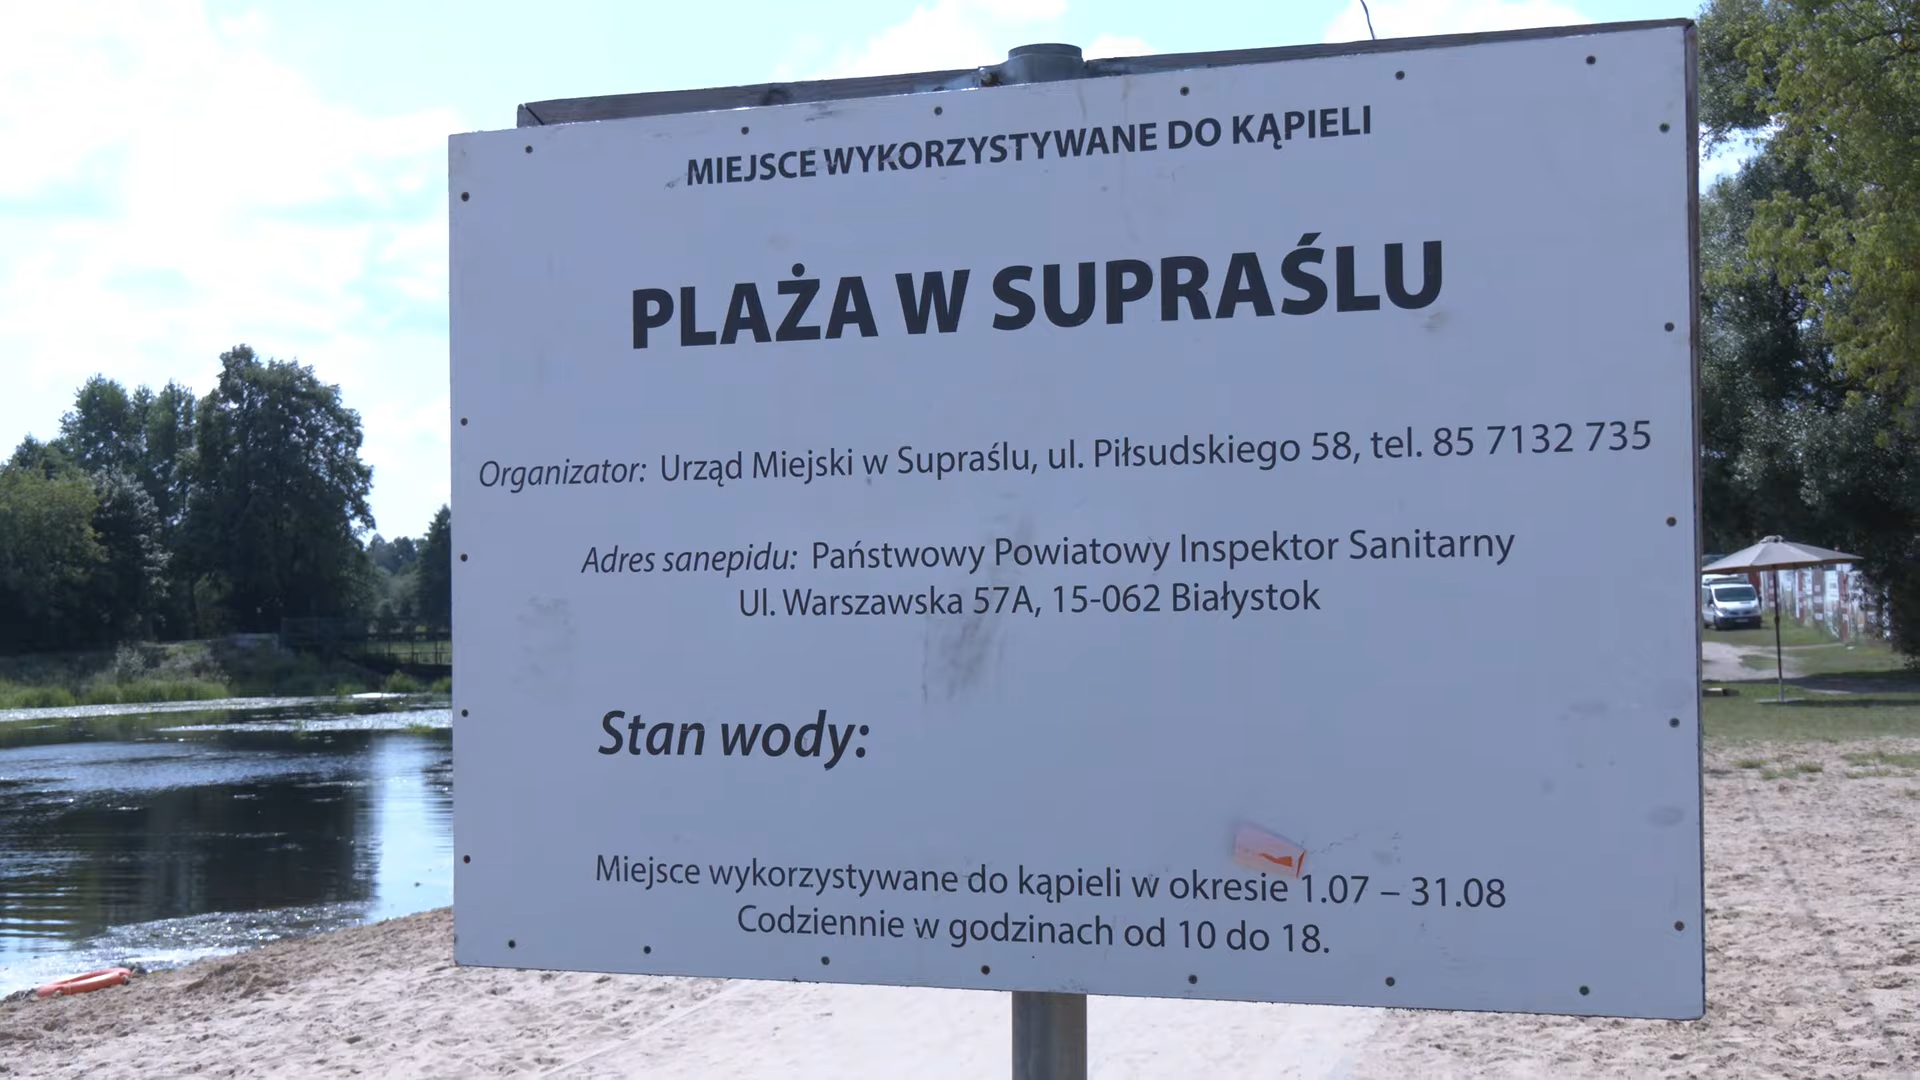 MIEJSCE WYKORZYSTYWANE DO KĄPIELI
PLAŻA W SUPRAŚLU
Organizator: Urząd Miejski w Supraślu, ul. Piłsudskiego 58, tel. 85 7132 735
Adres sanepidu: Państwowy Powiatowy Inspektor Sanitarny
Ul. Warszawska 57A, 15-062 Białystok
Stan wody:
Miejsce wykorzystywane do kąpieli w okresie 1.07 – 31.08
Codziennie w godzinach od 10 do 18.